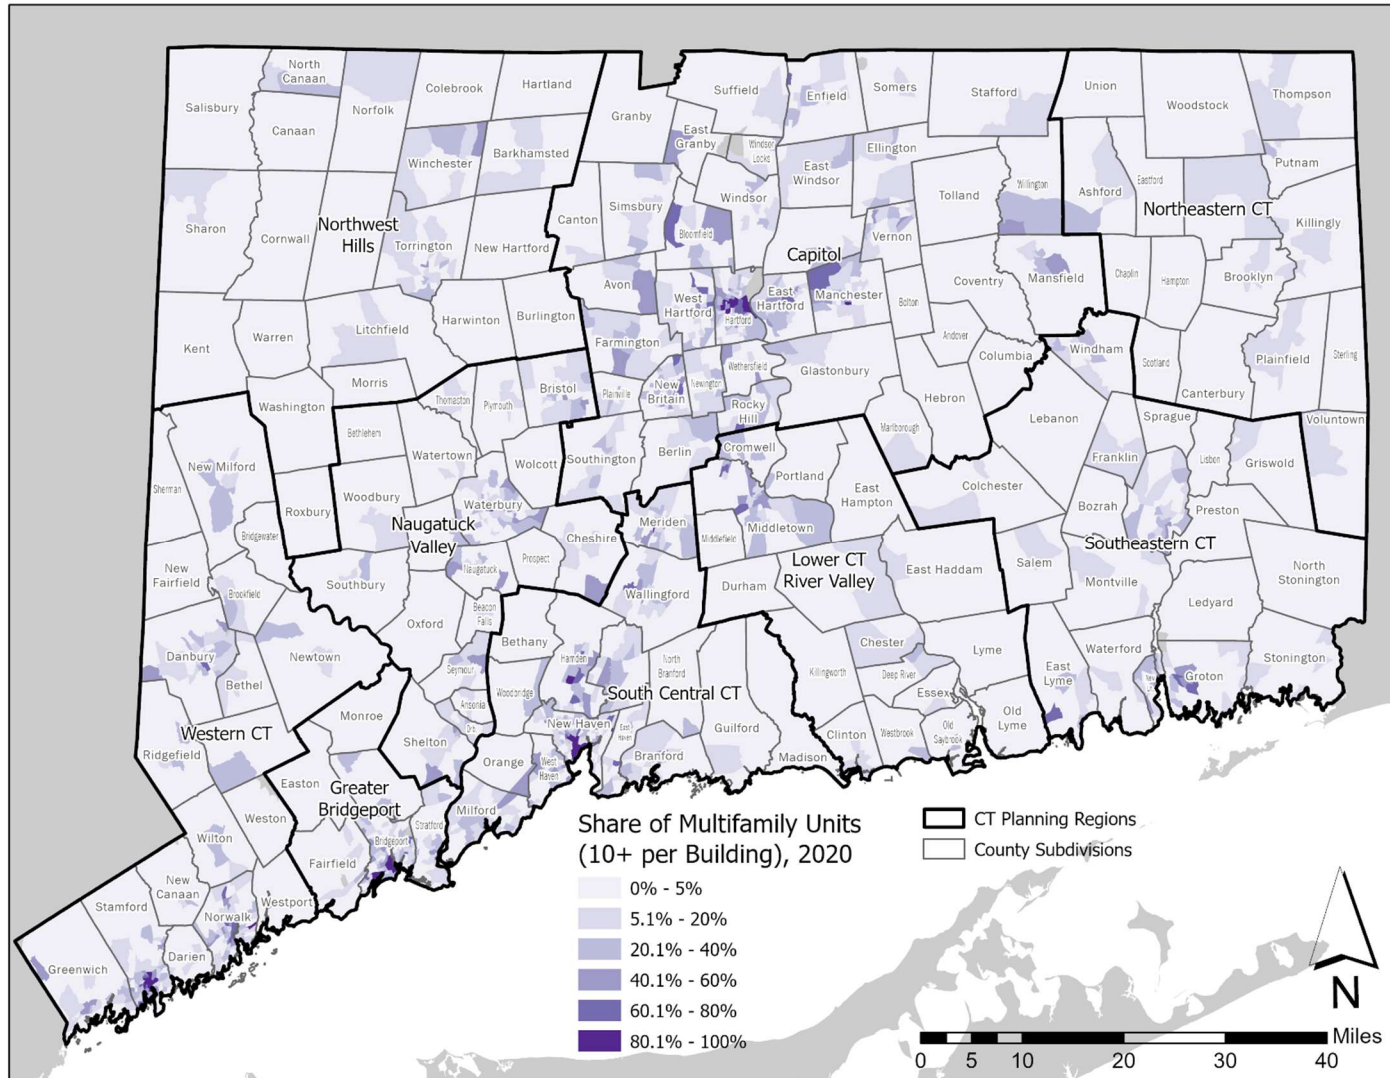 North
Canaan
Colebrook
Hartland
Salisbury
Norfolk
Canaan
Suffield
Enfield
Somers
Stafford
Union
Woodstock
Thompson
Granby
East
Granby
Windsor
Locks
Winchester
Barkhamsted
East
Windsor
Ellington
Putnam
Willington
Ashford
Eastford
Tolland
Northeastern CT
Simsbury
Windsor
Canton
Sharon
Cornwall
Northwest
Hills
Torrington
New Hartford
Bloomfield
Vernon
Killingly
Capitol
Mansfield
Chaplin
Hampton
Brooklyn
Coventry
Avon
West
Hartford
Hartford
East
Hartford
Manchester
Bolton
Litchfield
Harwinton
Burlington
Warren
Kent
Farmington
Andover
Columbia
Windham
Scotland
Plainfield
Sterling
Wethersfield
Glastonbury
Morris
Washington
Thomaston
Plymouth
Bristol
Plainville
New
Britain
Newington
Rocky
Hill
Hebron
Canterbury
Lebanon
Sprague
Voluntown
Bethlehem
Marlborough
Watertown
Wolcott
Southington
Berlin
Cromwell
Franklin
Lisbon
Griswold
New Milford
Sherman
Woodbury
Roxbury
Waterbury
Portland
East
Hampton
Colchester
Bozrah
Preston
Naugatuck
Valley
Meriden
Middletown
Middlefield
Bridgewater
Cheshire
Prospect
Southeastern CT
New
Fairfield
Brookfield
Southbury
Naugatuck
Wallingford
Durham
Lower CT
River Valley
East Haddam
Salem
Montville
North
Stonington
Oxford
Beacon
Falls
Bethany
Ledyard
Danbury
Newtown
Bethel
Seymour
Hamden
North
Branford
Killingworth
Chester
Deep River
Lyme
Waterford
East
Lyme
Groton
Stonington
Woodbridge
South Central CT
Essex
Ansonia
Monroe
Western CT
Ridgefield
Shelton
New Haven
East
Haven
Guilford
Old
Lyme
Clinton
Westbrook
Old
Saybrook
Orange
West
Haven
Branford
Madison
Easton
Greater
Bridgeport
Weston
Milford
Stratford
Bridgeport
Wilton
Fairfield
New
Canaan
Westport
Norwalk
Stamford
Darien
Greenwich
Share of Multifamily Units
(10+ per Building), 2020
0% - 5%
5.1% - 20%
20.1% - 40%
40.1% - 60%
60.1% - 80%
80.1% - 100%
CT Planning Regions
County Subdivisions
N
Miles
0 5 10 20 30 40